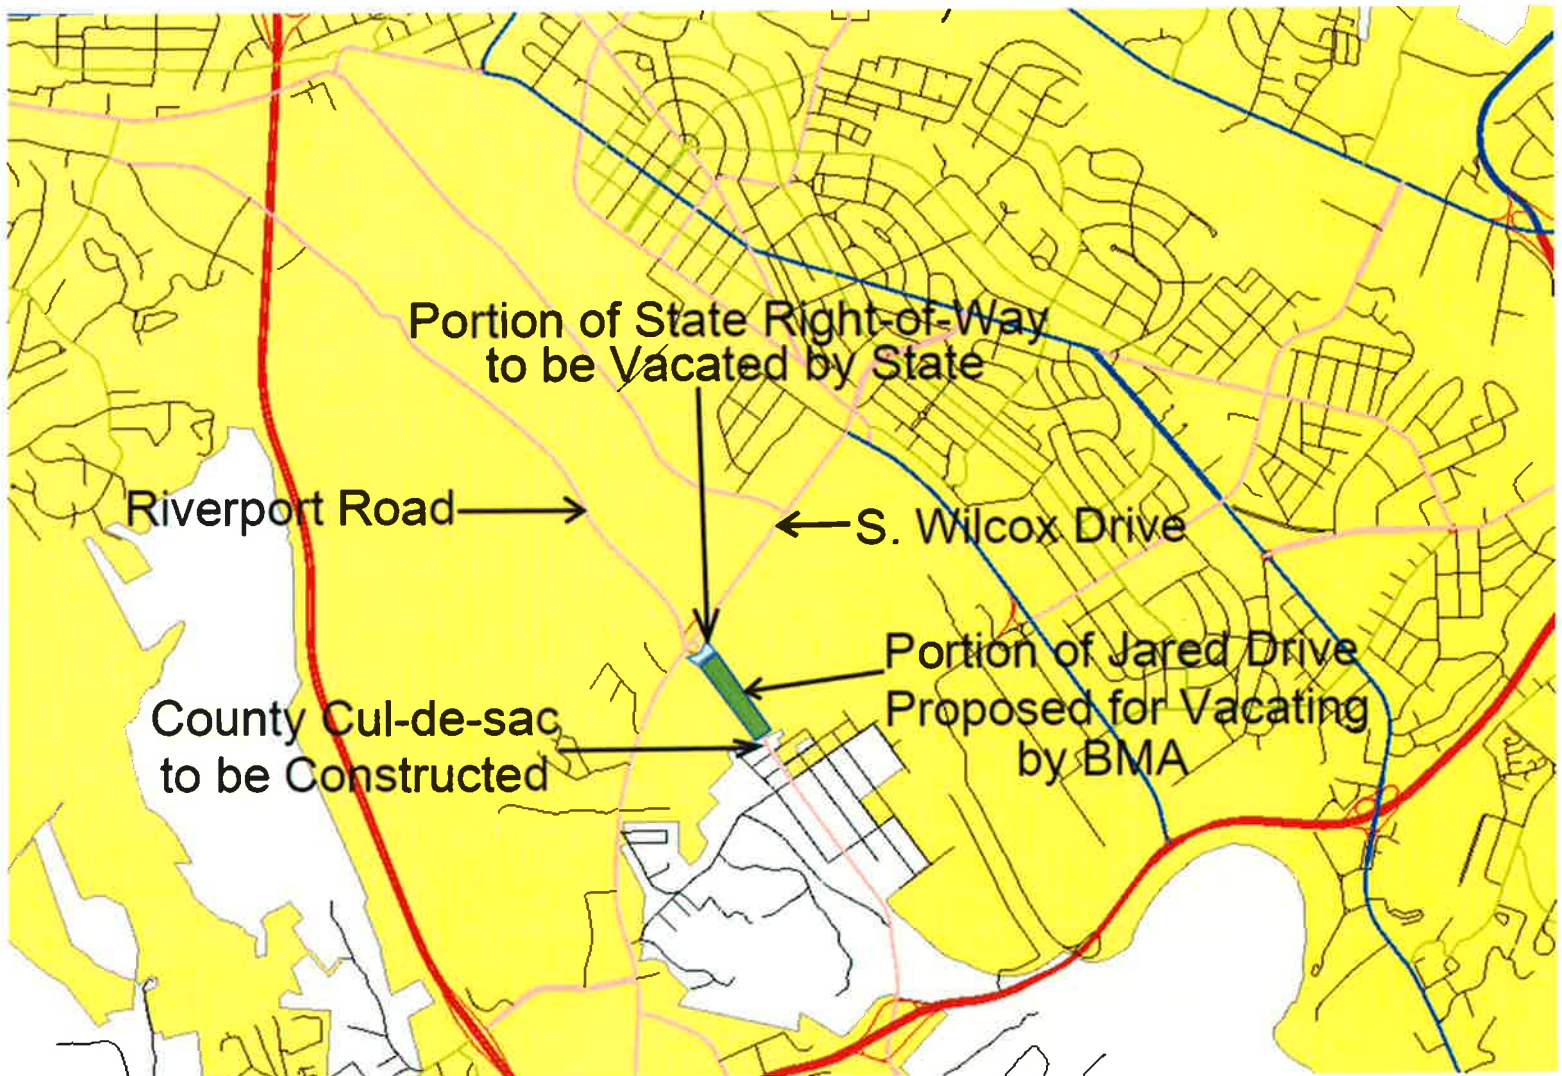 Portion of State Right-of-Way
to be Vacated by State
Riverport Road
S. Wilcox Drive
Portion of Jared Drive
Proposed for Vacating
by BMA
County Cul-de-sac
to be Constructed